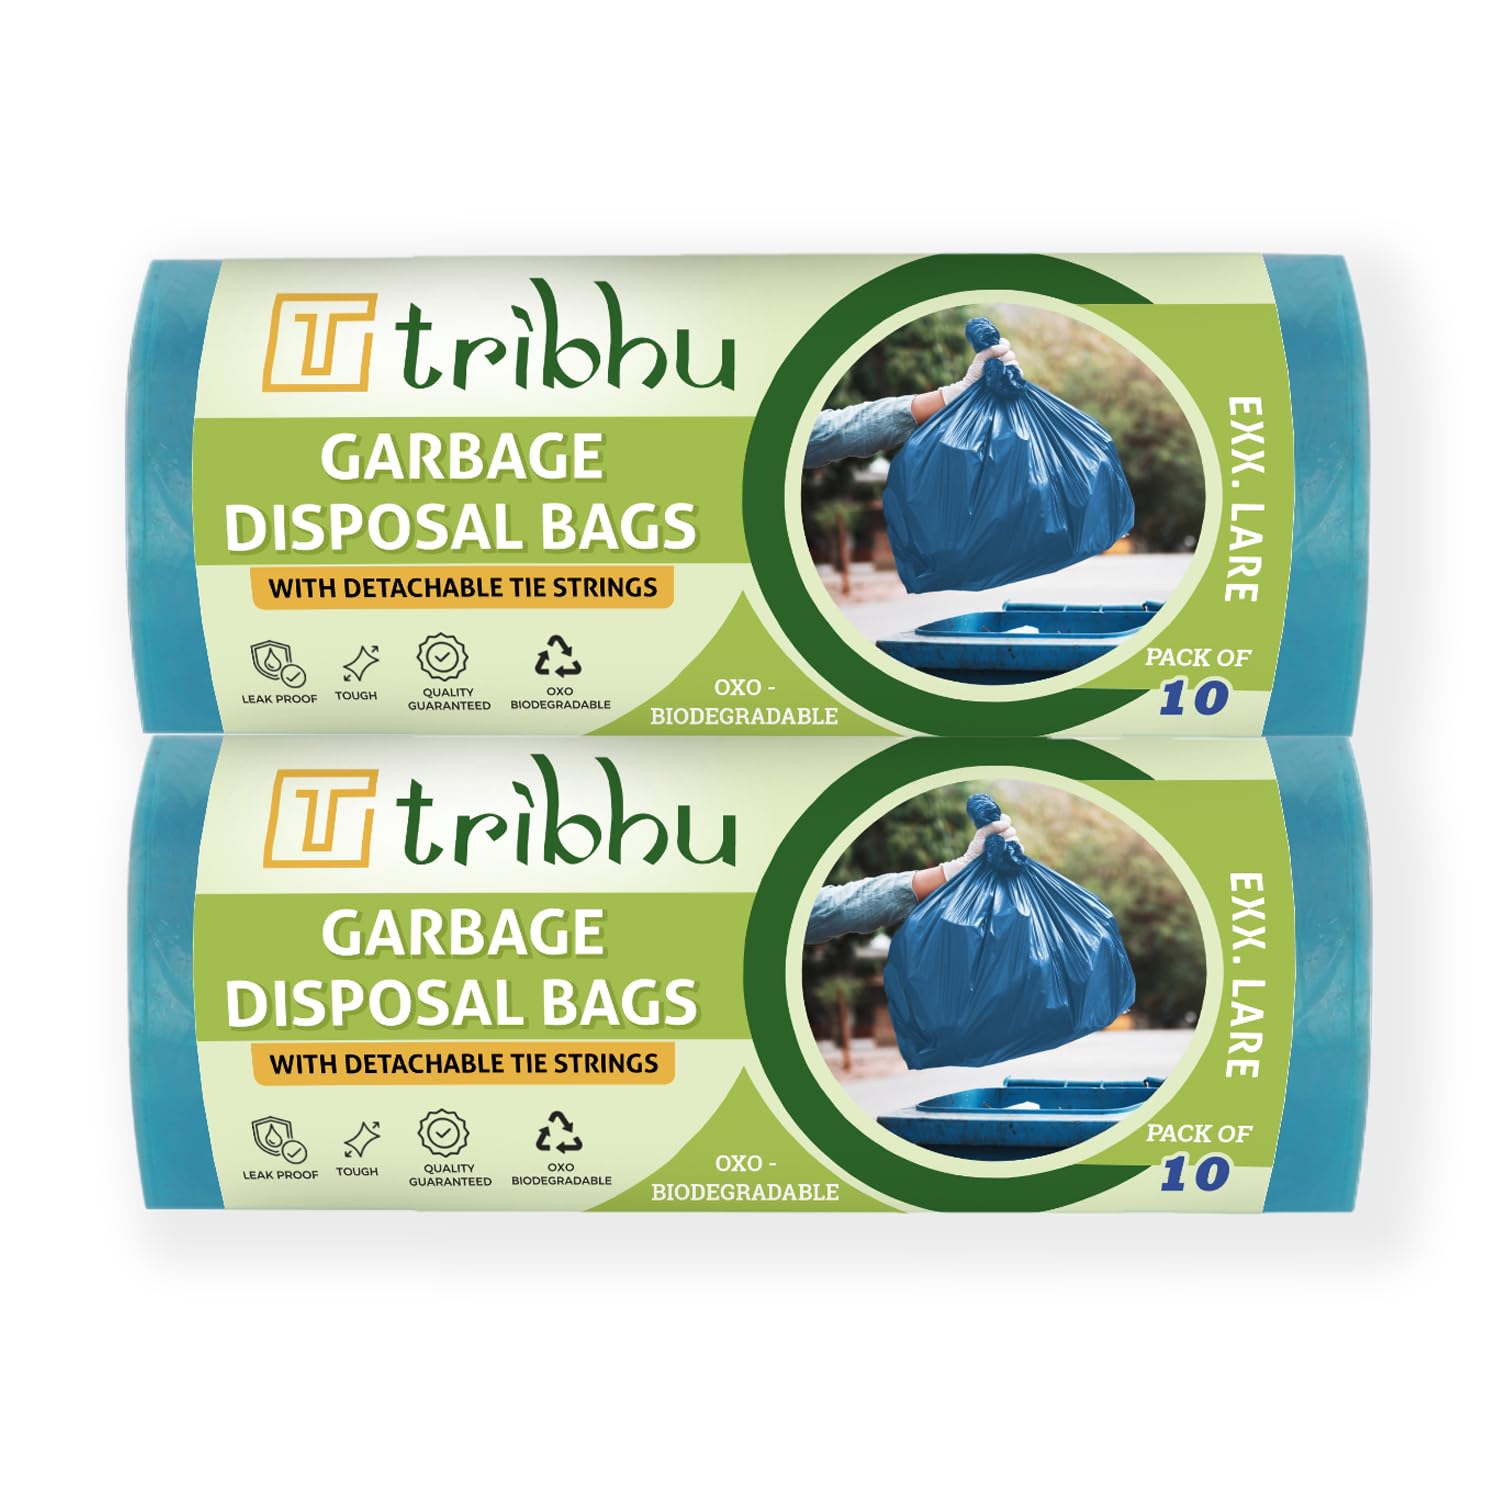 T tribhu
GARBAGE
DISPOSAL BAGS
WITH DETACHABLE TIE STRINGS
LEAK PROOF
TOUGH
QUALITY
GUARANTEED
OXO
BIODEGRADABLE
OXO -
BIODEGRADABLE
EXX. LARE
PACK OF
10
T tribhu
GARBAGE
DISPOSAL BAGS
WITH DETACHABLE TIE STRINGS
LEAK PROOF
TOUGH
QUALITY
GUARANTEED
OXO
BIODEGRADABLE
OXO -
BIODEGRADABLE
EXX. LARE
PACK OF
10